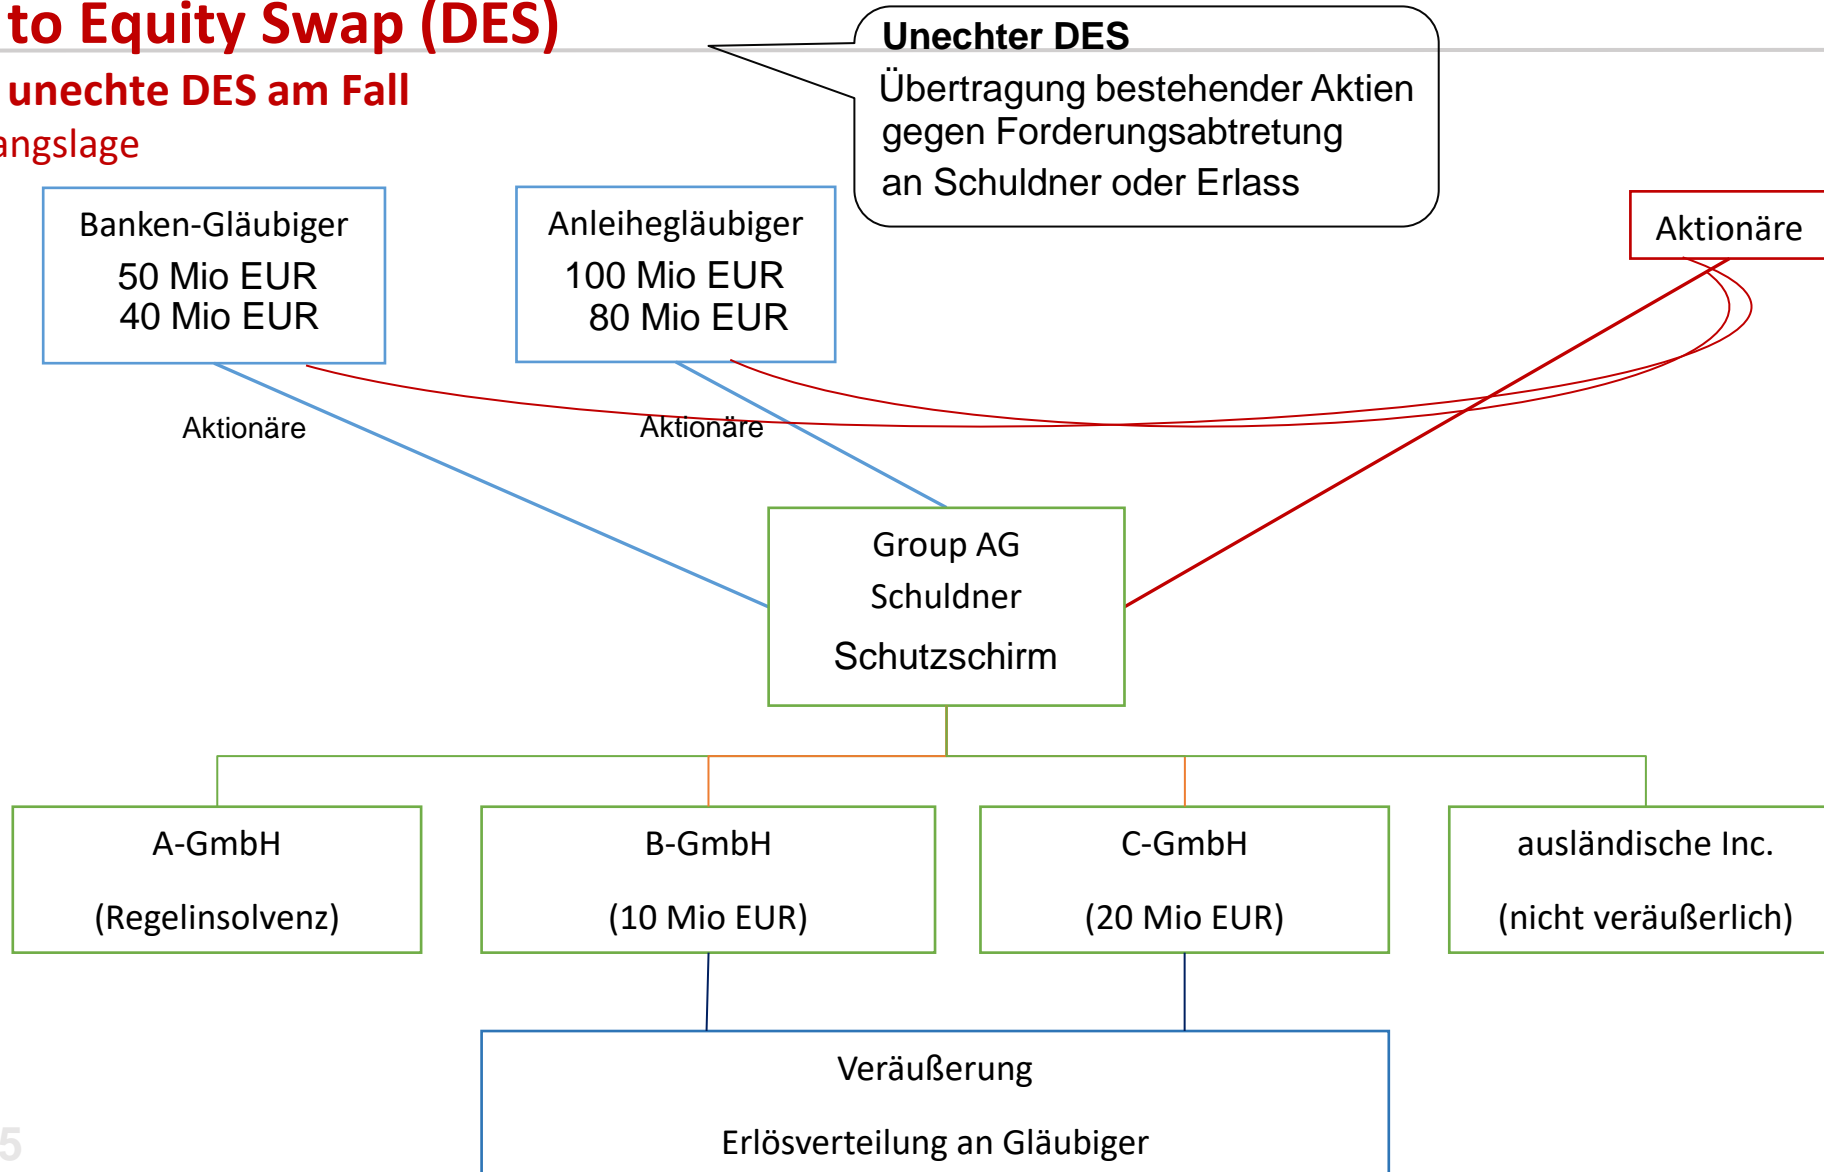 to Equity Swap (DES)
unechte DES am Fall
angslage
Unechter DES
Übertragung bestehender Aktien
gegen Forderungsabtretung
an Schuldner oder Erlass
Banken-Gläubiger
50 Mio EUR
40 Mio EUR
Anleihegläubiger
100 Mio EUR
80 Mio EUR
Aktionäre
Aktionäre
Aktionäre
Group AG
Schuldner
Schutzschirm
A-GmbH
(Regelinsolvenz)
B-GmbH
(10 Mio EUR)
C-GmbH
(20 Mio EUR)
ausländische Inc.
(nicht veräußerlich)
Veräußerung
Erlösverteilung an Gläubiger
5